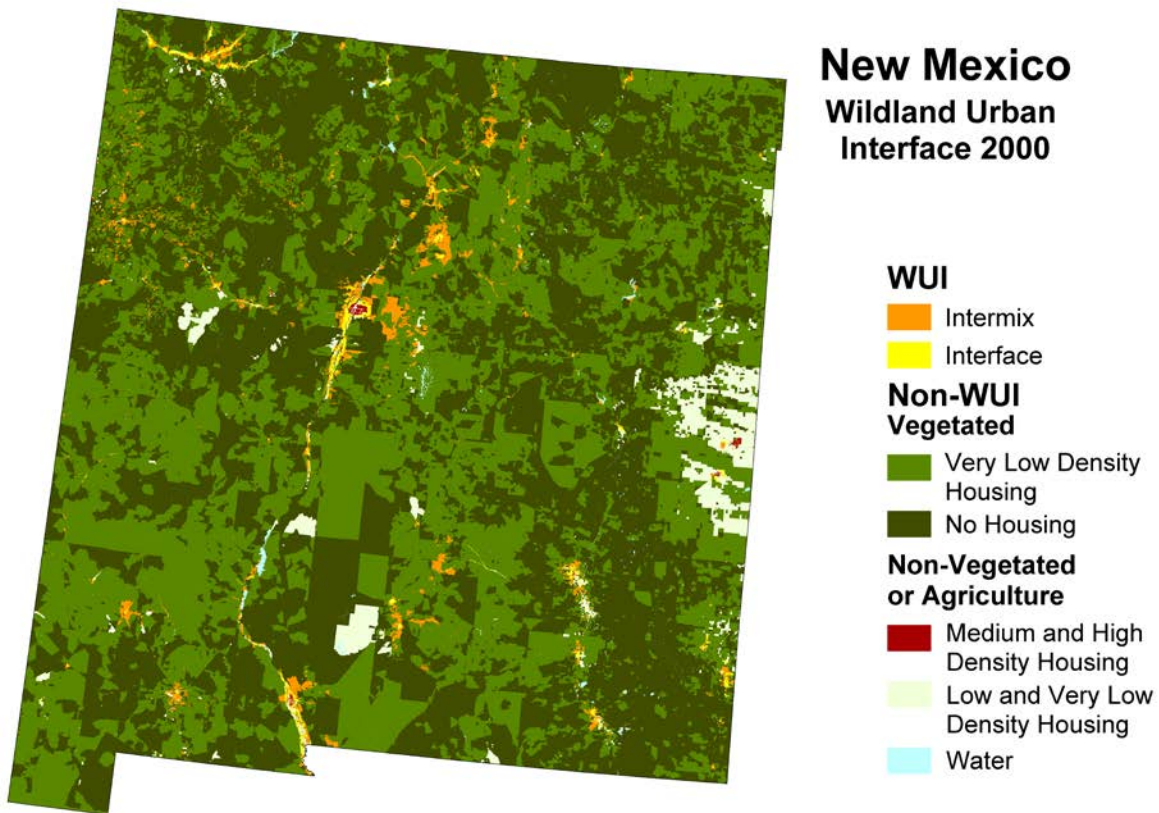 New Mexico
Wildland Urban
Interface 2000
WUI
Intermix
Interface
Non-WUI
Vegetated
Very Low Density
Housing
No Housing
Non-Vegetated
or Agriculture
Medium and High
Density Housing
Low and Very Low
Density Housing
Water